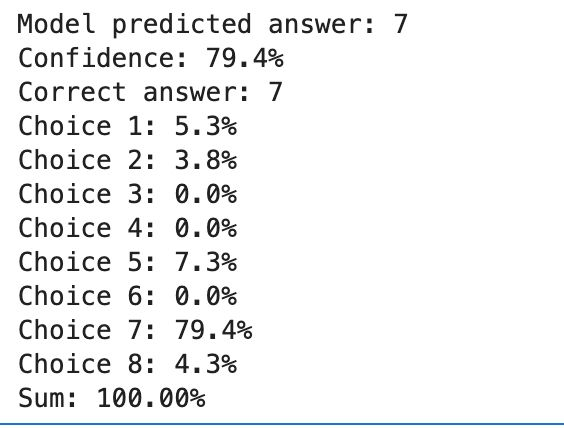 Model predicted answer: 7
Confidence: 79.4%
Correct answer: 7
Choice 1: 5.3%
Choice 2: 3.8%
Choice 3: 0.0%
Choice 4: 0.0%
Choice 5: 7.3%
Choice 6: 0.0%
Choice 7: 79.4%
Choice 8: 4.3%
Sum: 100.00%